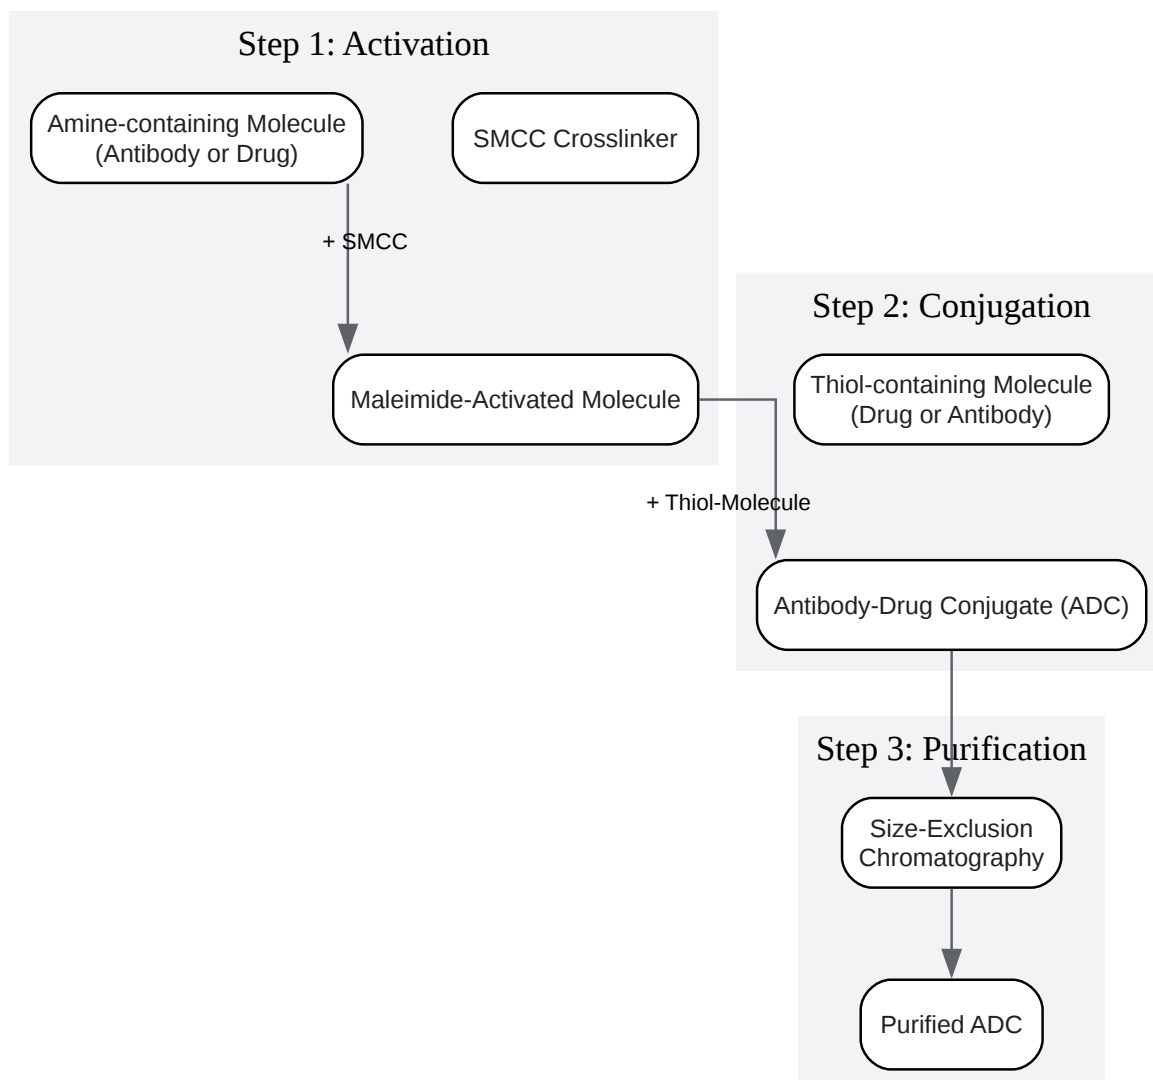 Step 1: Activation
Amine-containing Molecule
(Antibody or Drug)
SMCC Crosslinker
+ SMCC
Maleimide-Activated Molecule
Step 2: Conjugation
Thiol-containing Molecule
(Drug or Antibody)
+ Thiol-Molecule
Antibody-Drug Conjugate (ADC)
Step 3: Purification
Size-Exclusion
Chromatography
Purified ADC